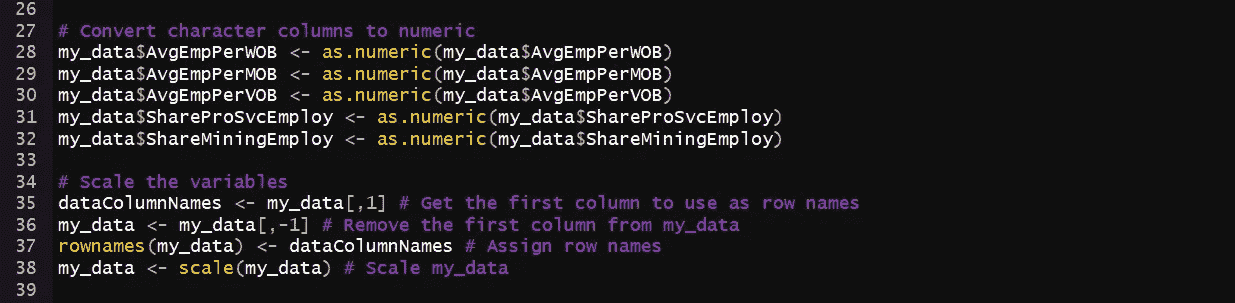 26
27 # Convert character columns to numeric
28 my_data$AvgEmpPerWOB <- as.numeric(my_data$AvgEmpPerWOB)
29 my_data$AvgEmpPerMOB <- as.numeric(my_data$AvgEmpPerMOB)
30 my_data$AvgEmpPerVOB <- as.numeric(my_data$AvgEmpPerVOB)
31 my_data$ShareProSvcEmploy <- as.numeric(my_data$ShareProSvcEmploy)
32 my_data$ShareMiningEmploy <- as.numeric(my_data$ShareMiningEmploy)
33
34 # Scale the variables
35 dataColumnNames <- my_data[,1] # Get the first column to use as row names
36 my_data <- my_data[,-1] # Remove the first column from my_data
37 rownames(my_data) <- dataColumnNames # Assign row names
38 my_data <- scale(my_data) # Scale my_data
39